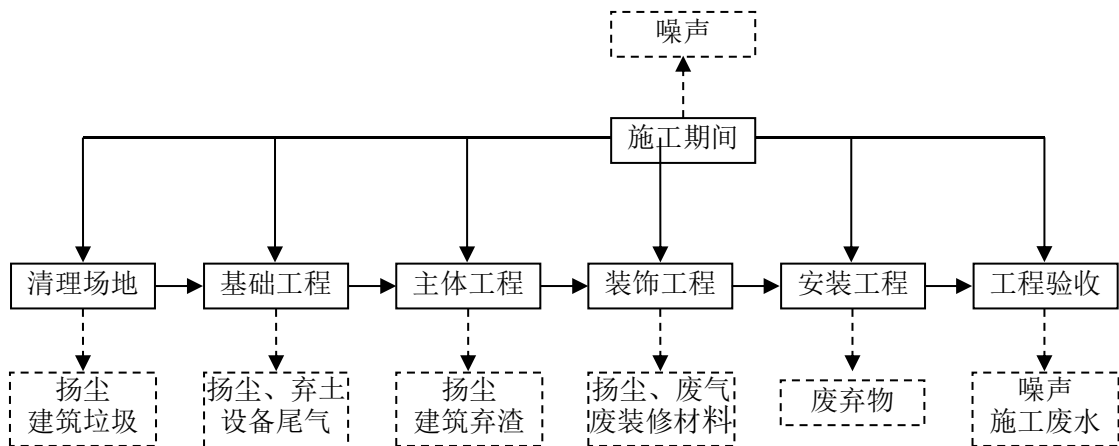 噪声
施工期间
清理场地
基础工程
主体工程
装饰工程
安装工程
工程验收
扬尘
建筑垃圾
扬尘、弃土
设备尾气
扬尘
建筑弃渣
扬尘、废气
废装修材料
废弃物
噪声
施工废水